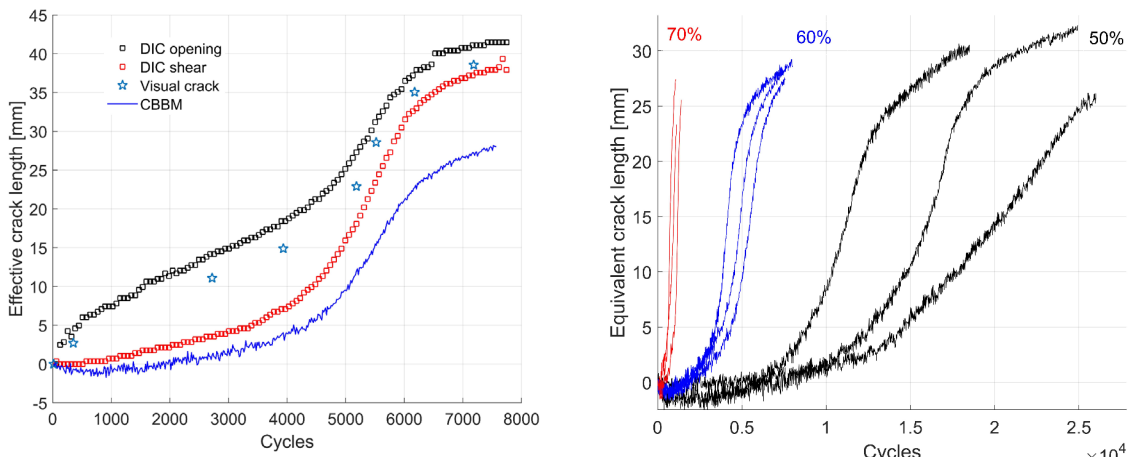 45
40
35
30
25
20
15
10
5
0
-5
Effective crack length [mm]
DIC opening
DIC shear
Visual crack
CBBM
0 1000 2000 3000 4000 5000 6000 7000 8000
Cycles
30
25
20
15
10
5
0
Equivalent crack length [mm]
70%
60%
50%
0 0.5 1 1.5 2 2.5
Cycles
×10⁴